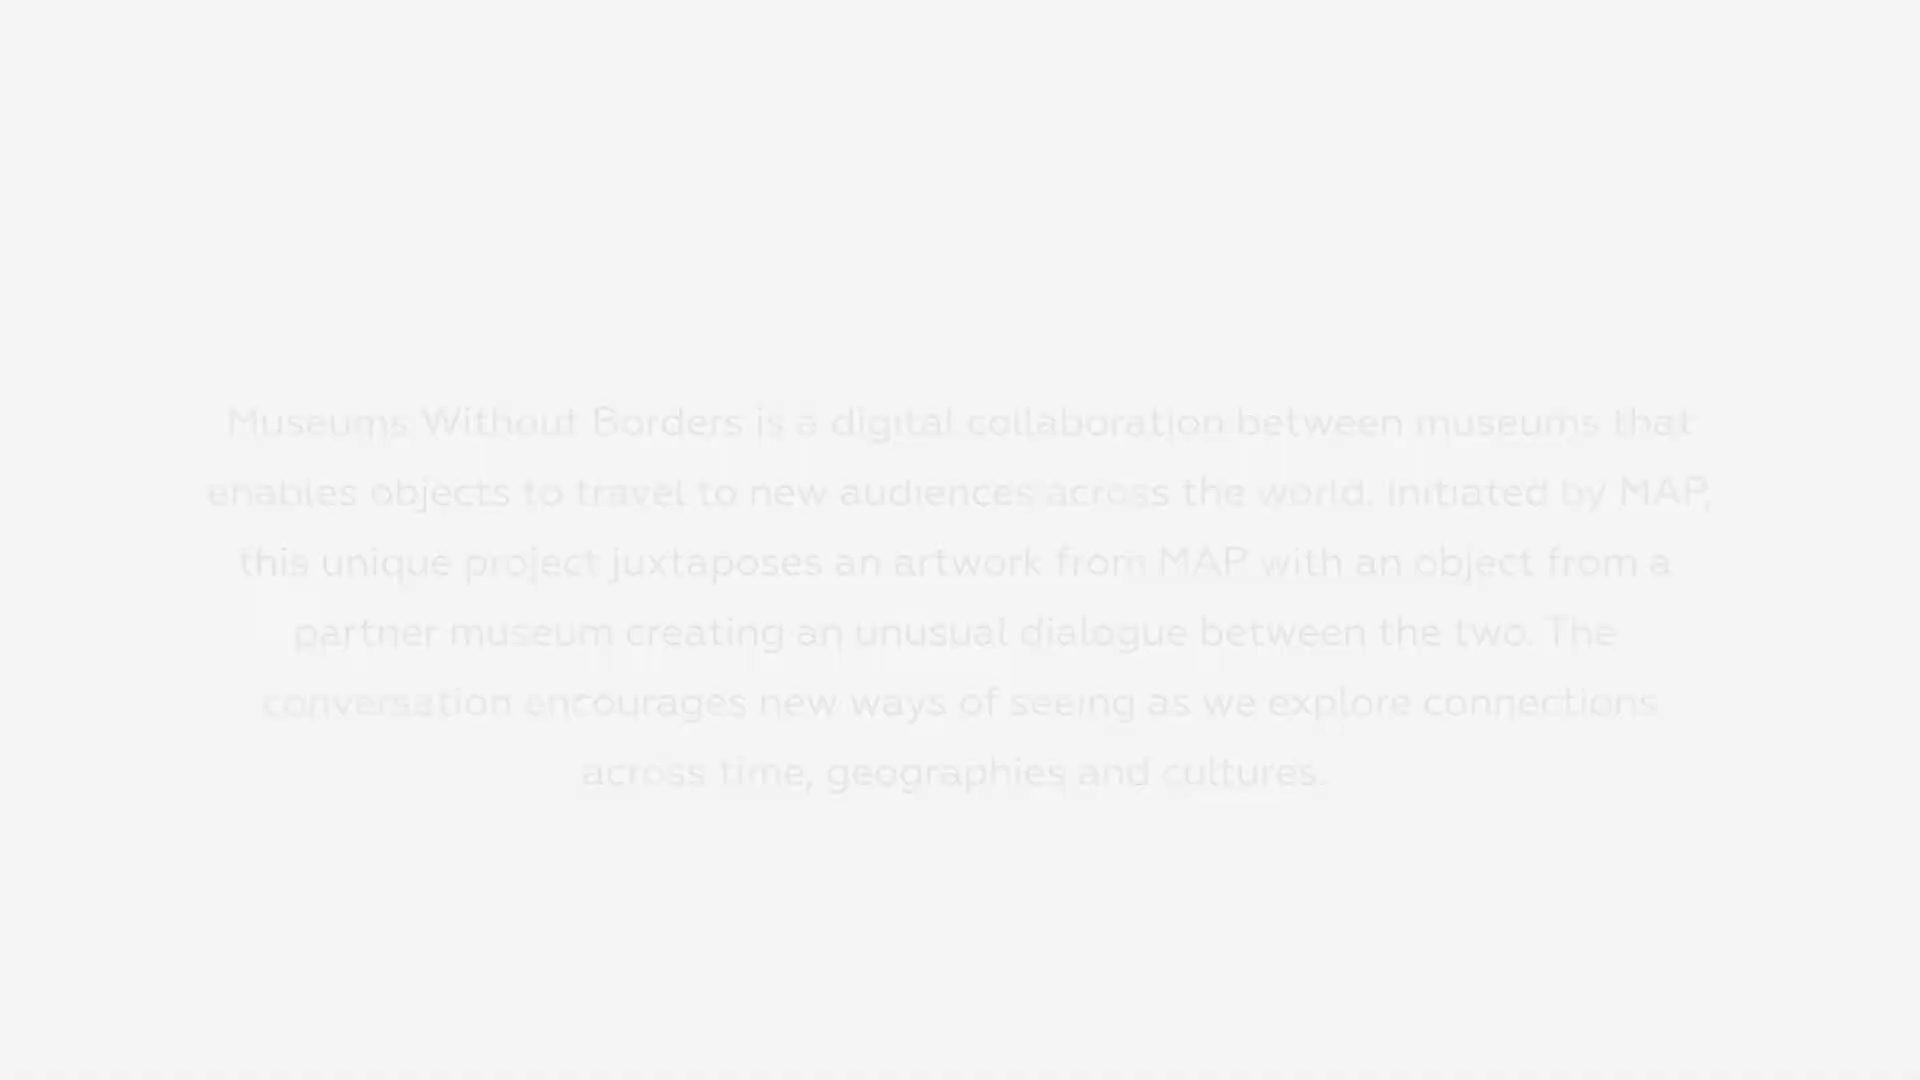 Museums Without Borders is a digital collaboration between museums that
enables objects to travel to new audiences across the world. Initiated by MAP,
this unique project juxtaposes an artwork from MAP with an object from a
partner museum creating an unusual dialogue between the two. The
conversation encourages new ways of seeing as we explore connections
across time, geographies and cultures.